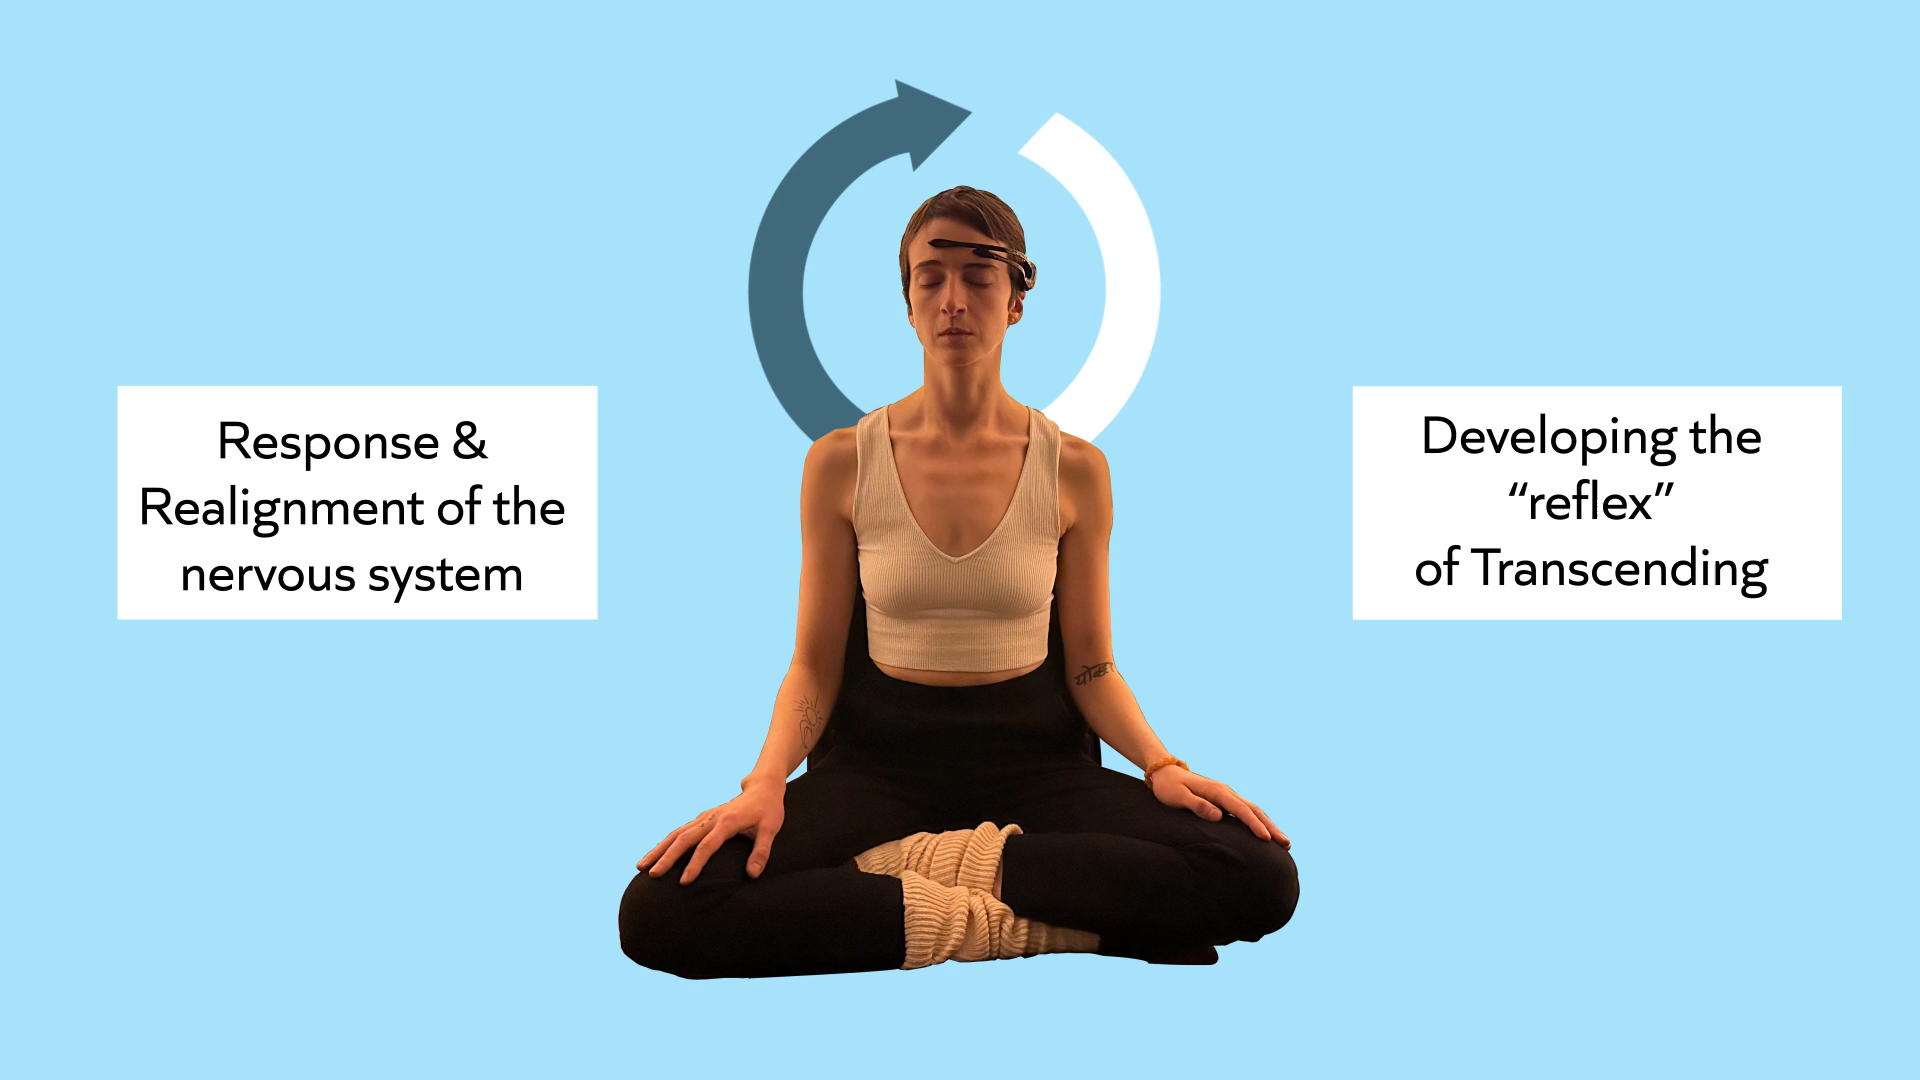 Response &
Realignment of the
nervous system
Developing the
“reflex”
of Transcending